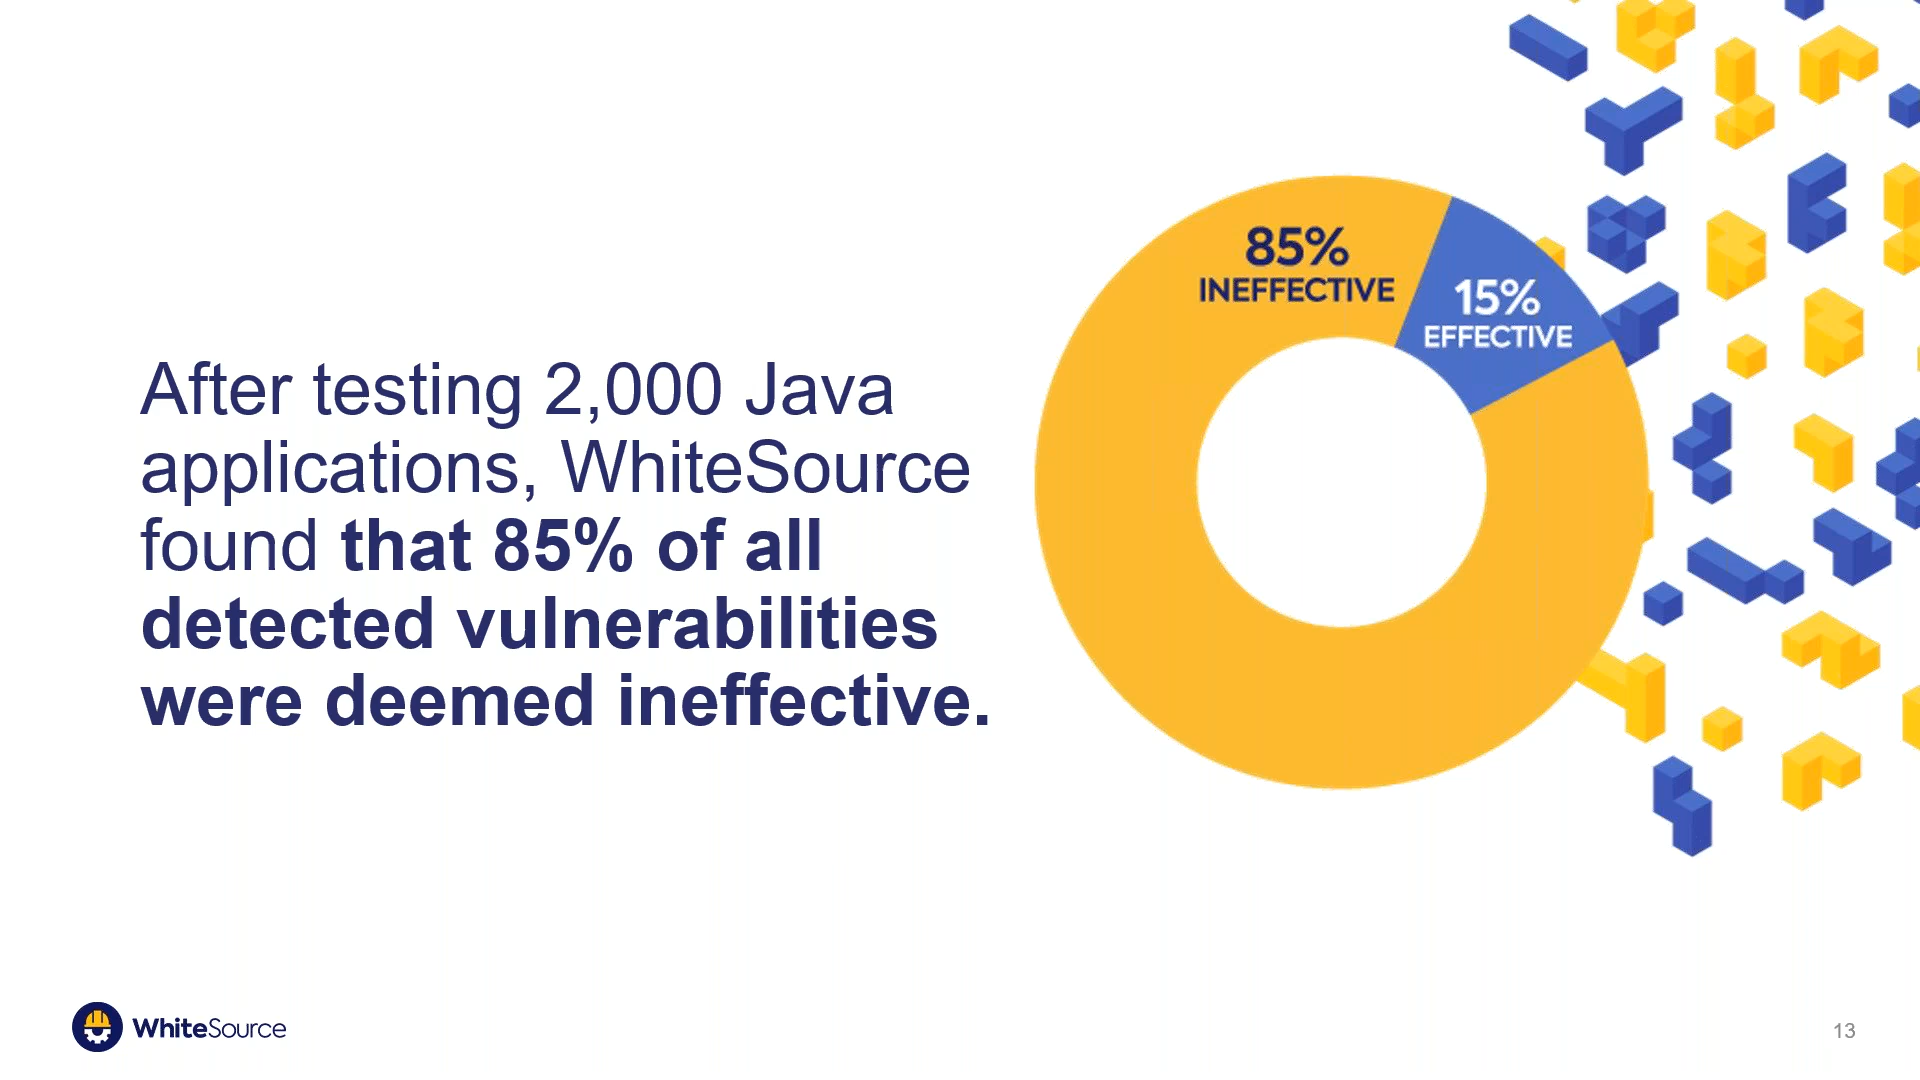 After testing 2,000 Java
applications, WhiteSource
found that 85% of all
detected vulnerabilities
were deemed ineffective.
85%
INEFFECTIVE
15%
EFFECTIVE
WhiteSource
13